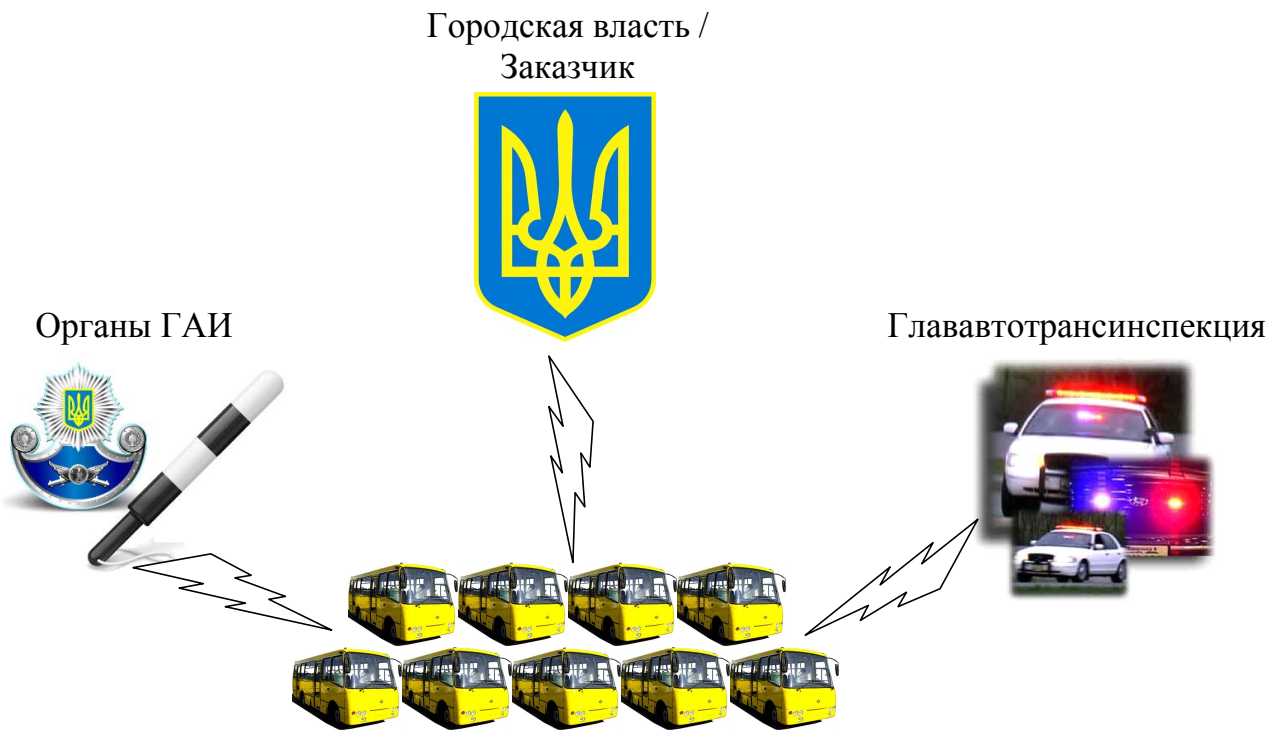 Городская власть /
Заказчик
Органы ГАИ
Глававтотрансинспекция